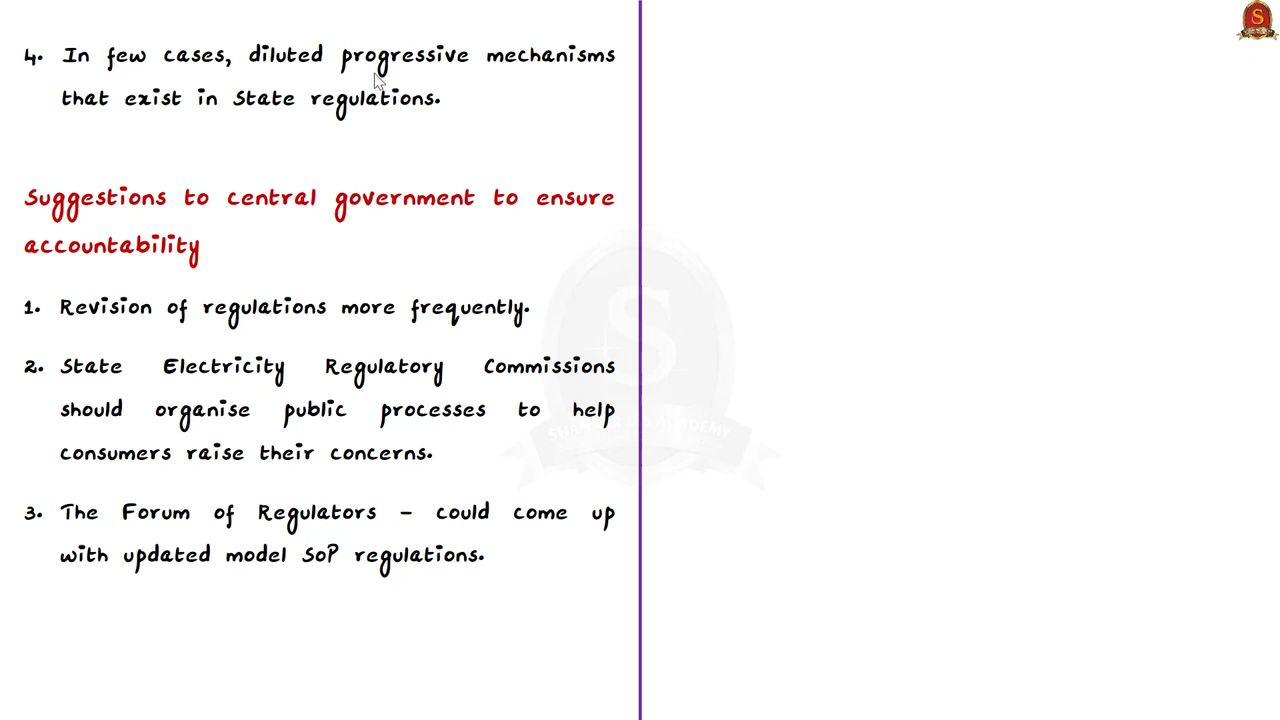 4. In few cases, diluted progressive mechanisms
that exist in State regulations.
Suggestions to central government to ensure
accountability
1. Revision of regulations more frequently.
2. State Electricity Regulatory Commissions
should organise public processes to help
consumers raise their concerns.
3. The Forum of Regulators – could come up
with updated model SoP regulations.
S
S